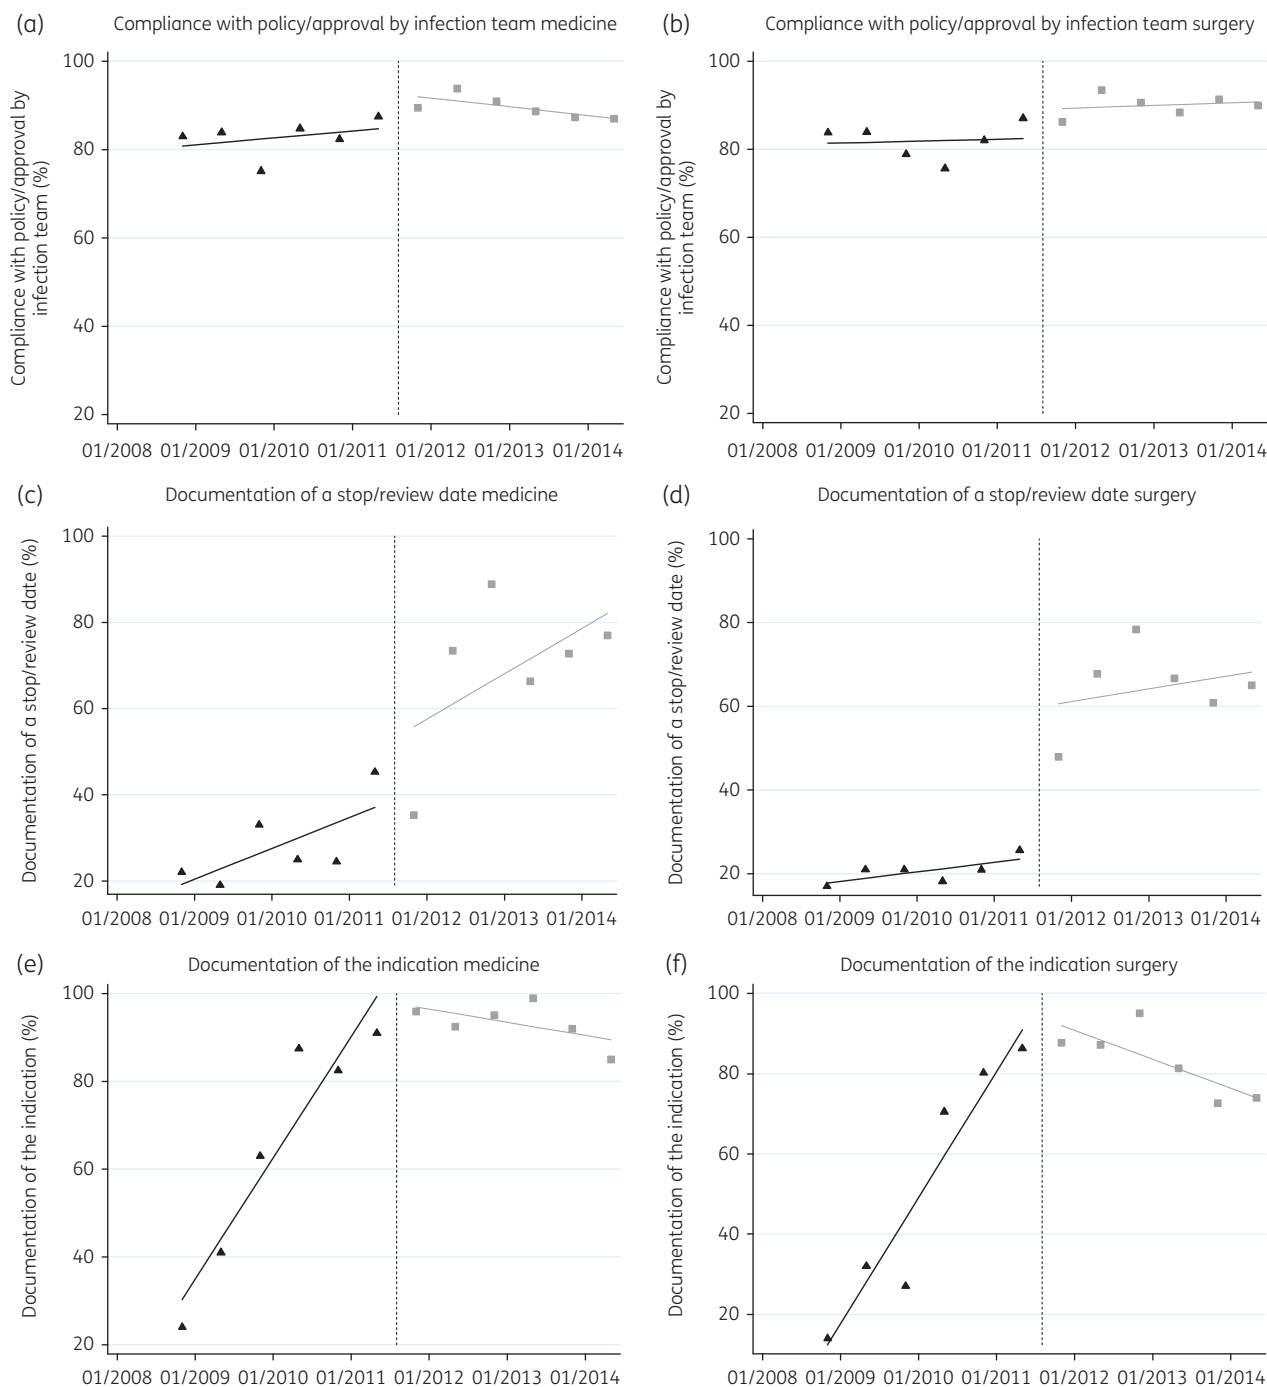 (a) Compliance with policy/approval by infection team medicine
Compliance with policy/approval by
infection team (%)
100
80
60
40
20
01/2008 01/2009 01/2010 01/2011 01/2012 01/2013 01/2014
(b) Compliance with policy/approval by infection team surgery
Compliance with policy/approval by
infection team (%)
100
80
60
40
20
01/2008 01/2009 01/2010 01/2011 01/2012 01/2013 01/2014
(c) Documentation of a stop/review date medicine
Documentation of a stop/review date (%)
100
80
60
40
20
01/2008 01/2009 01/2010 01/2011 01/2012 01/2013 01/2014
(d) Documentation of a stop/review date surgery
Documentation of a stop/review date (%)
100
80
60
40
20
01/2008 01/2009 01/2010 01/2011 01/2012 01/2013 01/2014
(e) Documentation of the indication medicine
Documentation of the indication (%)
100
80
60
40
20
01/2008 01/2009 01/2010 01/2011 01/2012 01/2013 01/2014
(f) Documentation of the indication surgery
Documentation of the indication (%)
100
80
60
40
20
01/2008 01/2009 01/2010 01/2011 01/2012 01/2013 01/2014